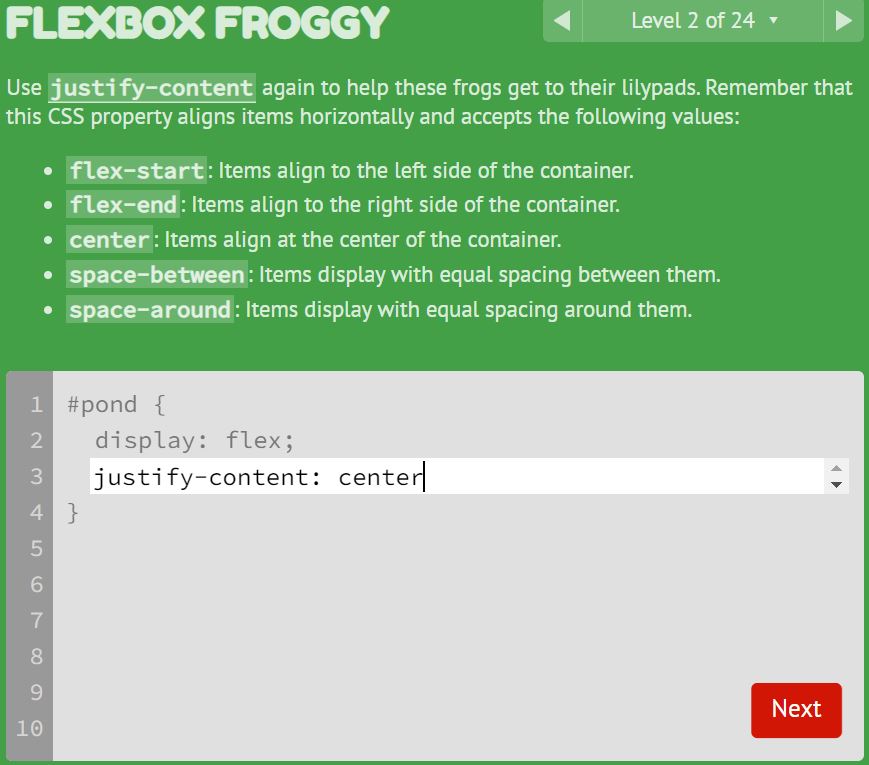 FLEXBOX FROGGY
Level 2 of 24
Use justify-content again to help these frogs get to their lilypads. Remember that
this CSS property aligns items horizontally and accepts the following values:
flex-start: Items align to the left side of the container.
flex-end: Items align to the right side of the container.
center: Items align at the center of the container.
space-between: Items display with equal spacing between them.
space-around: Items display with equal spacing around them.
1 #pond {
2 display: flex;
3 justify-content: center
4 }
5
6
7
8
9
10
Next